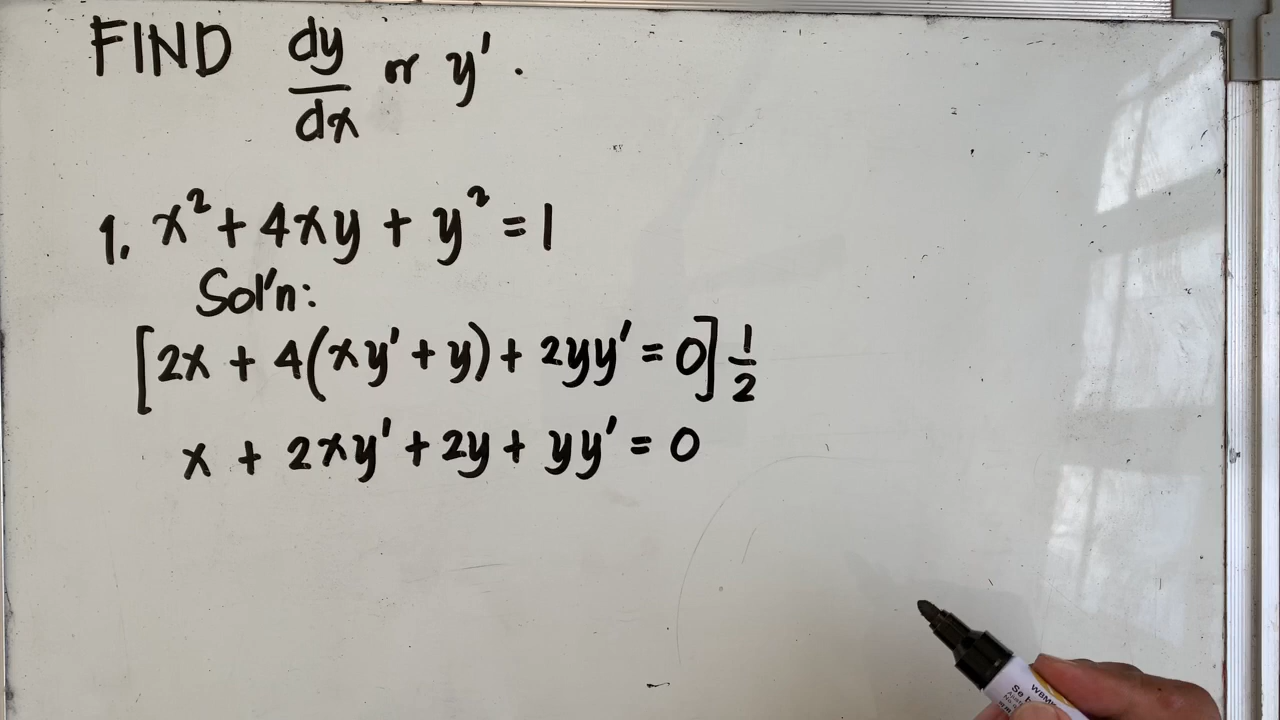 FIND dy/dx or y'.
1. x² + 4xy + y² = 1
Sol'n:
[2x + 4(xy' + y) + 2yy' = 0] 1/2
x + 2xy' + 2y + yy' = 0